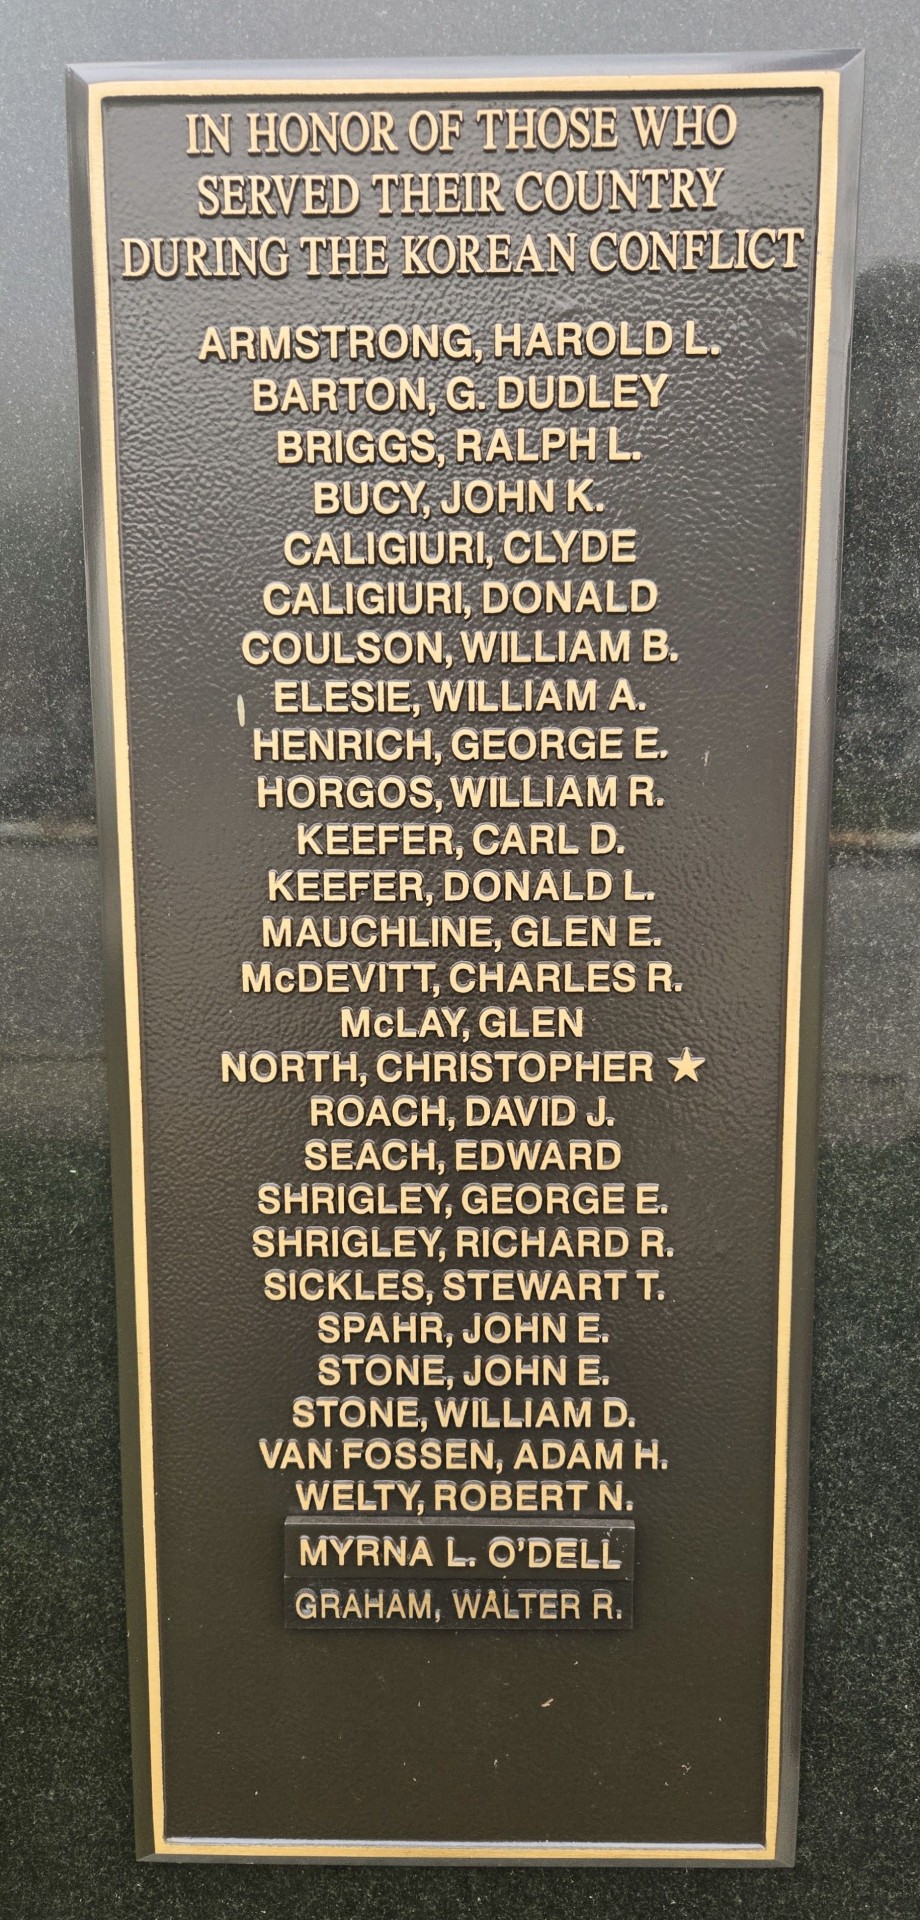 IN HONOR OF THOSE WHO
SERVED THEIR COUNTRY
DURING THE KOREAN CONFLICT
ARMSTRONG, HAROLD L.
BARTON, G. DUDLEY
BRIGGS, RALPH L.
BUCY, JOHN K.
CALIGIURI, CLYDE
CALIGIURI, DONALD
COULSON, WILLIAM B.
ELESIE, WILLIAM A.
HENRICH, GEORGE E.
HORGOS, WILLIAM R.
KEEFER, CARL D.
KEEFER, DONALD L.
MAUCHLINE, GLEN E.
McDEVITT, CHARLES R.
McLAY, GLEN
NORTH, CHRISTOPHER ★
ROACH, DAVID J.
SEACH, EDWARD
SHRIGLEY, GEORGE E.
SHRIGLEY, RICHARD R.
SICKLES, STEWART T.
SPAHR, JOHN E.
STONE, JOHN E.
STONE, WILLIAM D.
VAN FOSSEN, ADAM H.
WELTY, ROBERT N.
MYRNA L. O'DELL
GRAHAM, WALTER R.